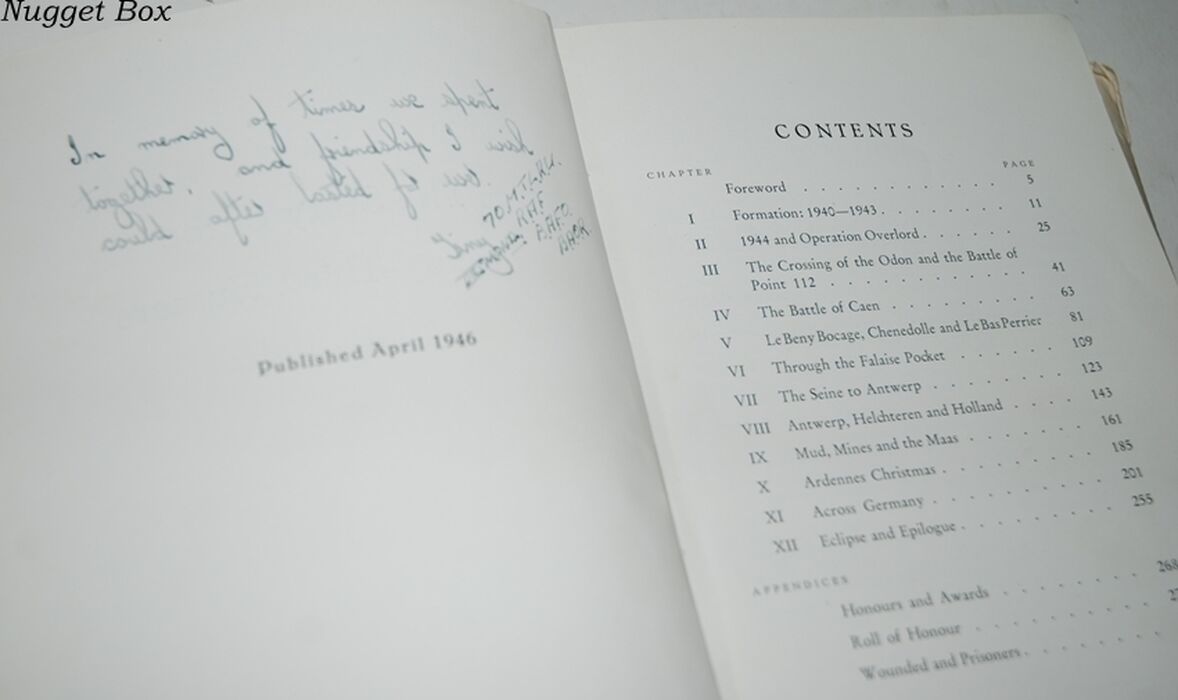 Nugget Box
In memory of times we spent
together. and friendship I wish
could after lasted
70.M.T.L.R.U.
RAF
BAFO.
BAOR
Published April 1946
CONTENTS
CHAPTER PAGE
Foreword . . . . . . . . . . . . 5
I Formation: 1940—1943 . . . . . . . 11
II 1944 and Operation Overlord . . . . . . 25
III The Crossing of the Odon and the Battle of
Point 112 . . . . . . . . . . . 41
IV The Battle of Caen . . . . . . . . 63
V Le Beny Bocage, Chenedolle and Le Bas Perrier 81
VI Through the Falaise Pocket . . . . . 109
VII The Seine to Antwerp . . . . . . . 123
VIII Antwerp, Helchteren and Holland . . . . 143
IX Mud, Mines and the Maas . . . . . . 161
X Ardennes Christmas . . . . . . . . 185
XI Across Germany . . . . . . . . 201
XII Eclipse and Epilogue . . . . . . . . 255
APPENDICES
Honours and Awards . . . . . . 268
Roll of Honour . . . . . . . .
Wounded and Prisoners . . . . . .